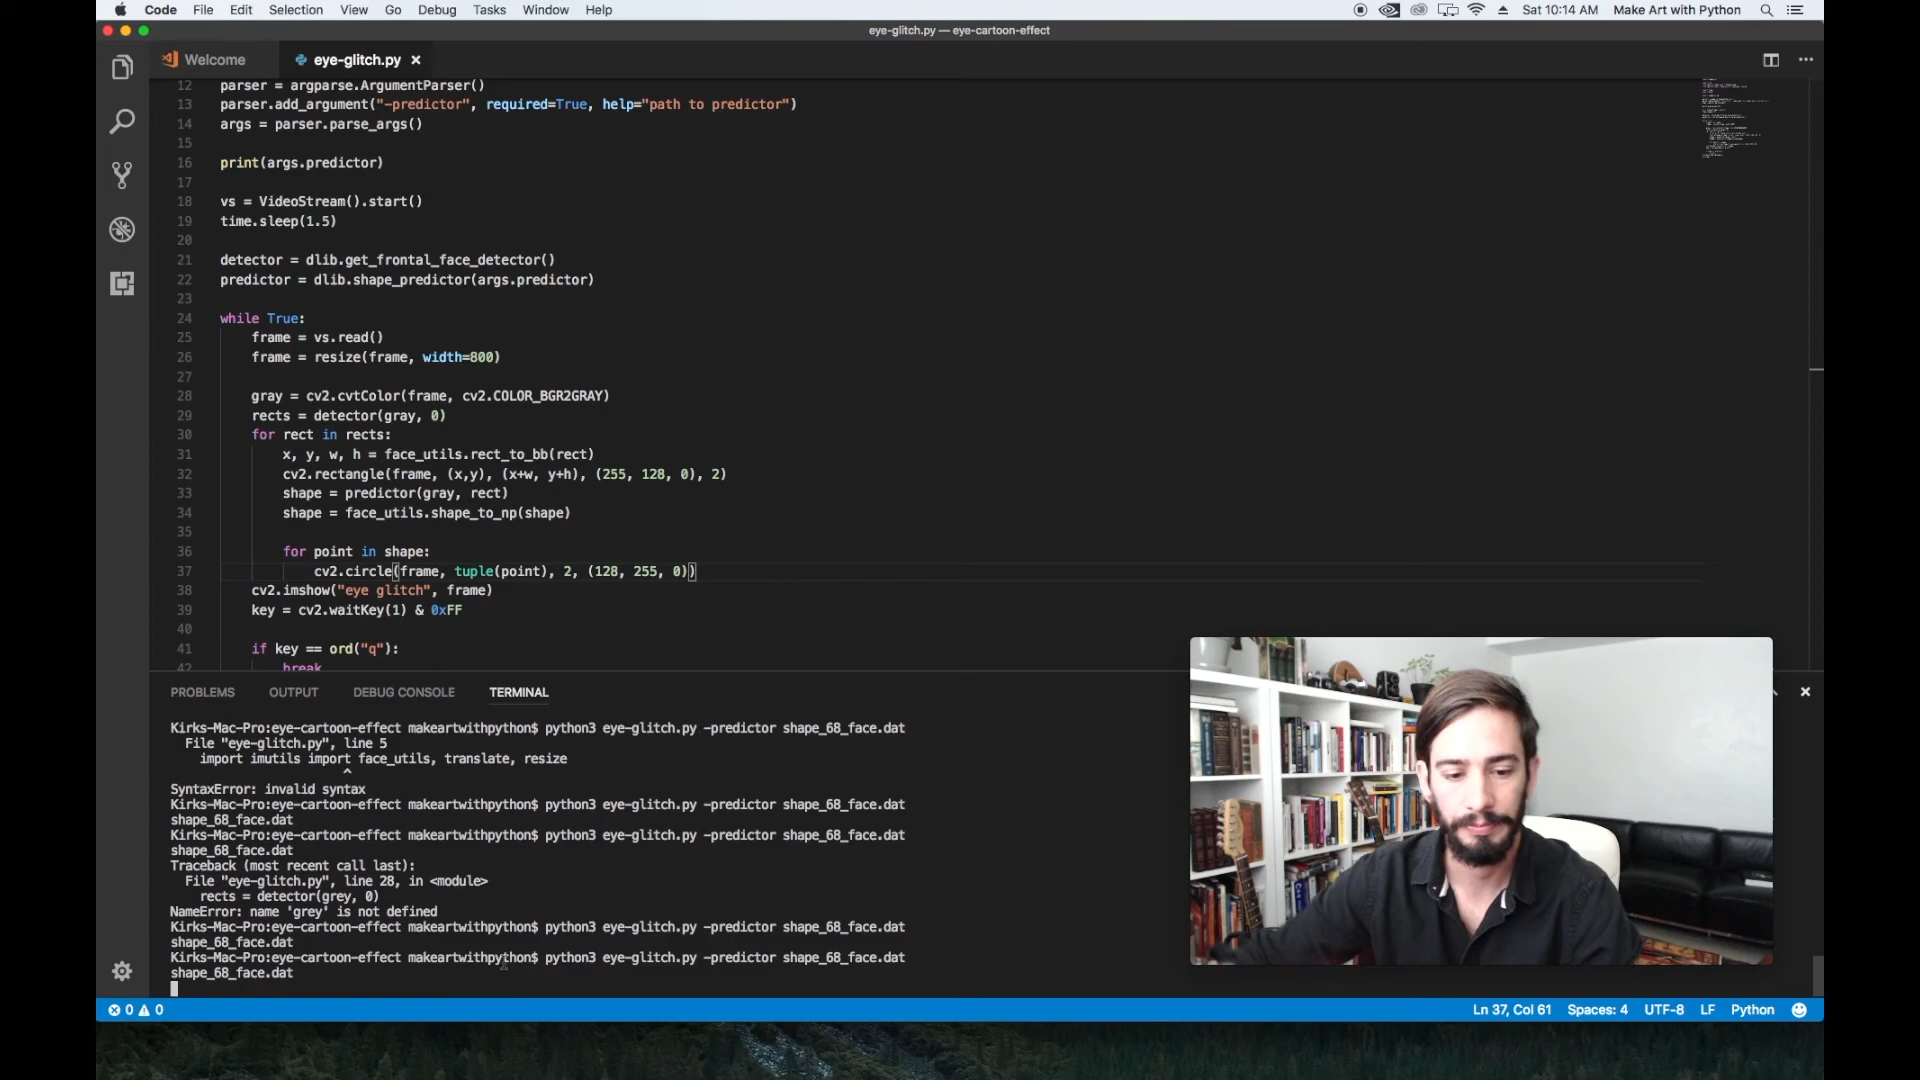 Code File Edit Selection View Go Debug Tasks Window Help Sat 10:14 AM Make Art with Python
eye-glitch.py — eye-cartoon-effect
Welcome eye-glitch.py
12 parser = argparse.ArgumentParser()
13 parser.add_argument("-predictor", required=True, help="path to predictor")
14 args = parser.parse_args()
15
16 print(args.predictor)
17
18 vs = VideoStream().start()
19 time.sleep(1.5)
20
21 detector = dlib.get_frontal_face_detector()
22 predictor = dlib.shape_predictor(args.predictor)
23
24 while True:
25 frame = vs.read()
26 frame = resize(frame, width=800)
27
28 gray = cv2.cvtColor(frame, cv2.COLOR_BGR2GRAY)
29 rects = detector(gray, 0)
30 for rect in rects:
31 x, y, w, h = face_utils.rect_to_bb(rect)
32 cv2.rectangle(frame, (x,y), (x+w, y+h), (255, 128, 0), 2)
33 shape = predictor(gray, rect)
34 shape = face_utils.shape_to_np(shape)
35
36 for point in shape:
37 cv2.circle(frame, tuple(point), 2, (128, 255, 0))
38 cv2.imshow("eye glitch", frame)
39 key = cv2.waitKey(1) & 0xFF
40
41 if key == ord("q"):
42 break
PROBLEMS OUTPUT DEBUG CONSOLE TERMINAL
Kirks-Mac-Pro:eye-cartoon-effect makeartwithpython$ python3 eye-glitch.py -predictor shape_68_face.dat
File "eye-glitch.py", line 5
import imutils import face_utils, translate, resize
^
SyntaxError: invalid syntax
Kirks-Mac-Pro:eye-cartoon-effect makeartwithpython$ python3 eye-glitch.py -predictor shape_68_face.dat
shape_68_face.dat
Kirks-Mac-Pro:eye-cartoon-effect makeartwithpython$ python3 eye-glitch.py -predictor shape_68_face.dat
shape_68_face.dat
Traceback (most recent call last):
File "eye-glitch.py", line 28, in <module>
rects = detector(grey, 0)
NameError: name 'grey' is not defined
Kirks-Mac-Pro:eye-cartoon-effect makeartwithpython$ python3 eye-glitch.py -predictor shape_68_face.dat
shape_68_face.dat
Kirks-Mac-Pro:eye-cartoon-effect makeartwithpython$ python3 eye-glitch.py -predictor shape_68_face.dat
shape_68_face.dat
0 0 Ln 37, Col 61 Spaces: 4 UTF-8 LF Python